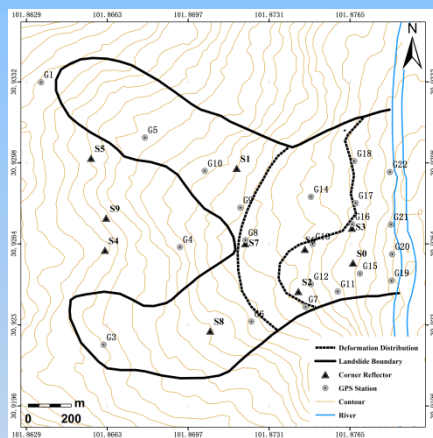 101.8629 101.8663 101.8697 101.8731 101.8765
30.9332
30.9298
30.9264
30.923
30.9196
N
G1
G5
S5
G10
S1
G18
G22
G14
G9
G17
S9
G16
G21
S3
S4
G4
G8
S7
G20
S0
G15
G19
G12
S2
G11
G7
G6
S8
G3
m
0 200
Deformation Distribution
Landslide Boundary
Corner Reflector
GPS Station
Contour
River
101.8629 101.8663 101.8697 101.8731 101.8765